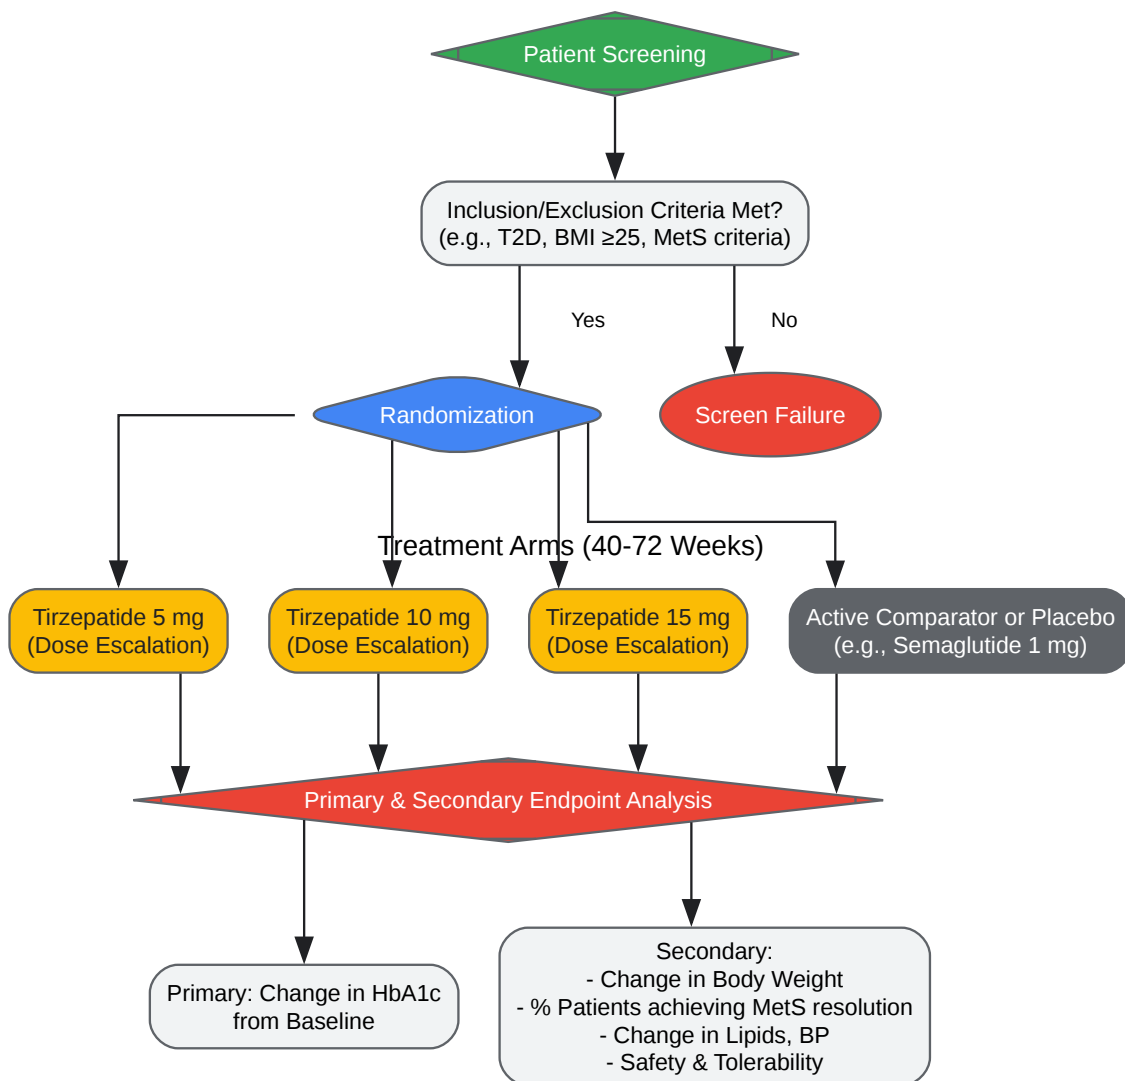 Patient Screening
Inclusion/Exclusion Criteria Met?
(e.g., T2D, BMI ≥25, MetS criteria)
Yes
No
Randomization
Screen Failure
Treatment Arms (40-72 Weeks)
Tirzepatide 5 mg
(Dose Escalation)
Tirzepatide 10 mg
(Dose Escalation)
Tirzepatide 15 mg
(Dose Escalation)
Active Comparator or Placebo
(e.g., Semaglutide 1 mg)
Primary & Secondary Endpoint Analysis
Primary: Change in HbA1c
from Baseline
Secondary:
- Change in Body Weight
- % Patients achieving MetS resolution
- Change in Lipids, BP
- Safety & Tolerability